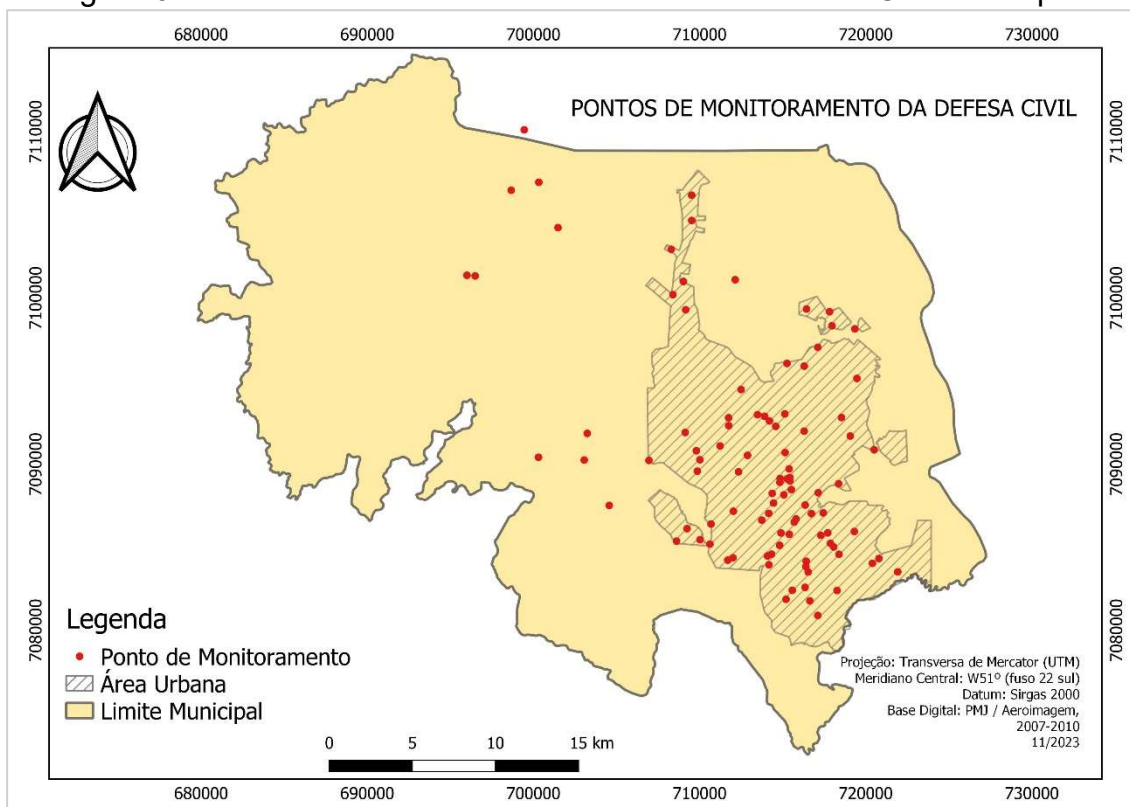 680000 690000 700000 710000 720000 730000
PONTOS DE MONITORAMENTO DA DEFESA CIVIL
7110000 7110000
7100000 7100000
7090000 7090000
7080000 7080000
Legenda
Ponto de Monitoramento
Área Urbana
Limite Municipal
0 5 10 15 km
Projeção: Transversa de Mercator (UTM)
Meridiano Central: W51º (fuso 22 sul)
Datum: Sirgas 2000
Base Digital: PMJ / Aeroimagem,
2007-2010
11/2023
680000 690000 700000 710000 720000 730000